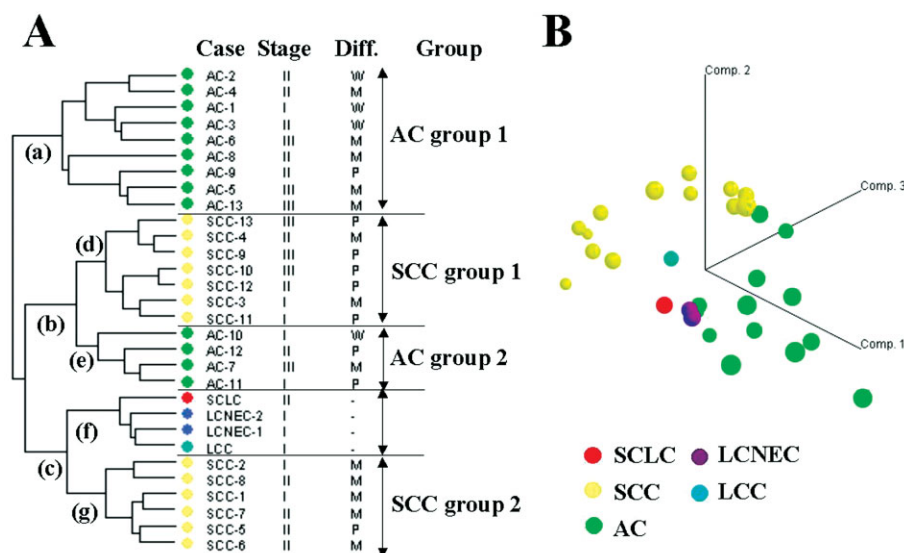 A
B
Case Stage Diff. Group
AC-2 II W
AC-4 II M
AC-1 I W
AC-3 II W
AC-6 III M
AC-8 II M
AC-9 II P
AC-5 III M
AC-13 III M
(a)
AC group 1
SCC-13 III P
SCC-4 II M
SCC-9 III P
SCC-10 III P
SCC-12 II P
SCC-3 I M
SCC-11 I P
(d)
SCC group 1
(b)
AC-10 I W
AC-12 II P
AC-7 III M
AC-11 I P
(e)
AC group 2
SCLC II -
LCNEC-2 I -
LCNEC-1 I -
LCC I -
(f)
(c)
SCC-2 I M
SCC-8 II M
SCC-1 I M
SCC-7 II M
SCC-5 II P
SCC-6 II M
(g)
SCC group 2
Comp. 2
Comp. 3
Comp. 1
SCLC LCNEC
SCC LCC
AC